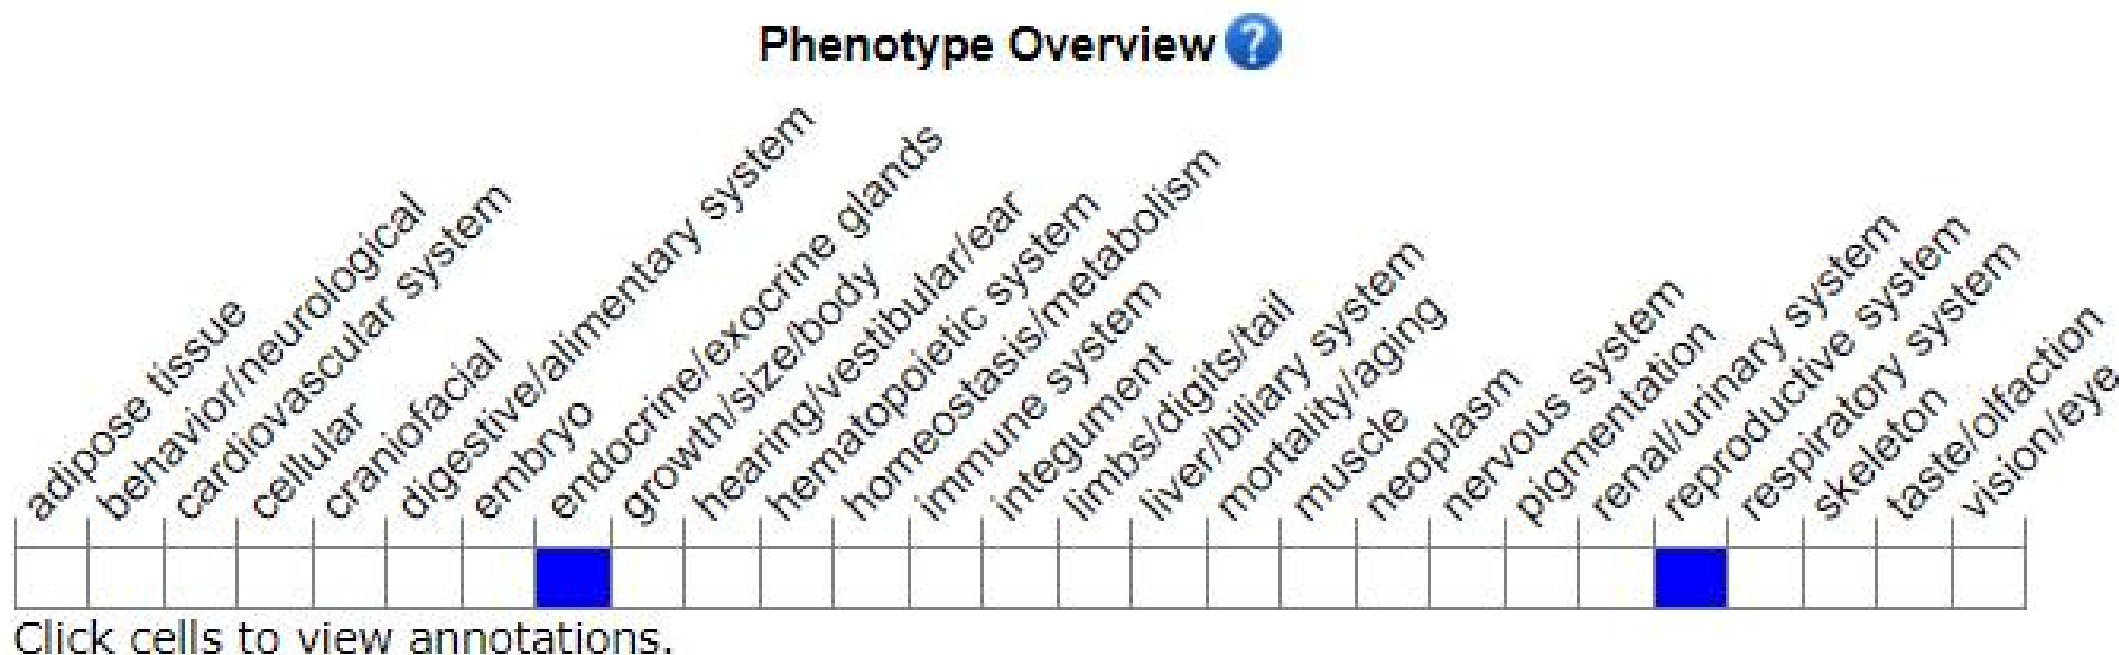 Phenotype Overview ?
adipose tissue
behavior/neurological
cardiovascular system
cellular
craniofacial
digestive/alimentary system
embryo
endocrine/exocrine glands
growth/size/body
hearing/vestibular/ear
hematopoietic system
homeostasis/metabolism
immune system
integument
limbs/digits/tail
liver/biliary system
mortality/aging
muscle
neoplasm
nervous system
pigmentation
renal/urinary system
reproductive system
respiratory system
skeleton
taste/olfaction
vision/eye
Click cells to view annotations.